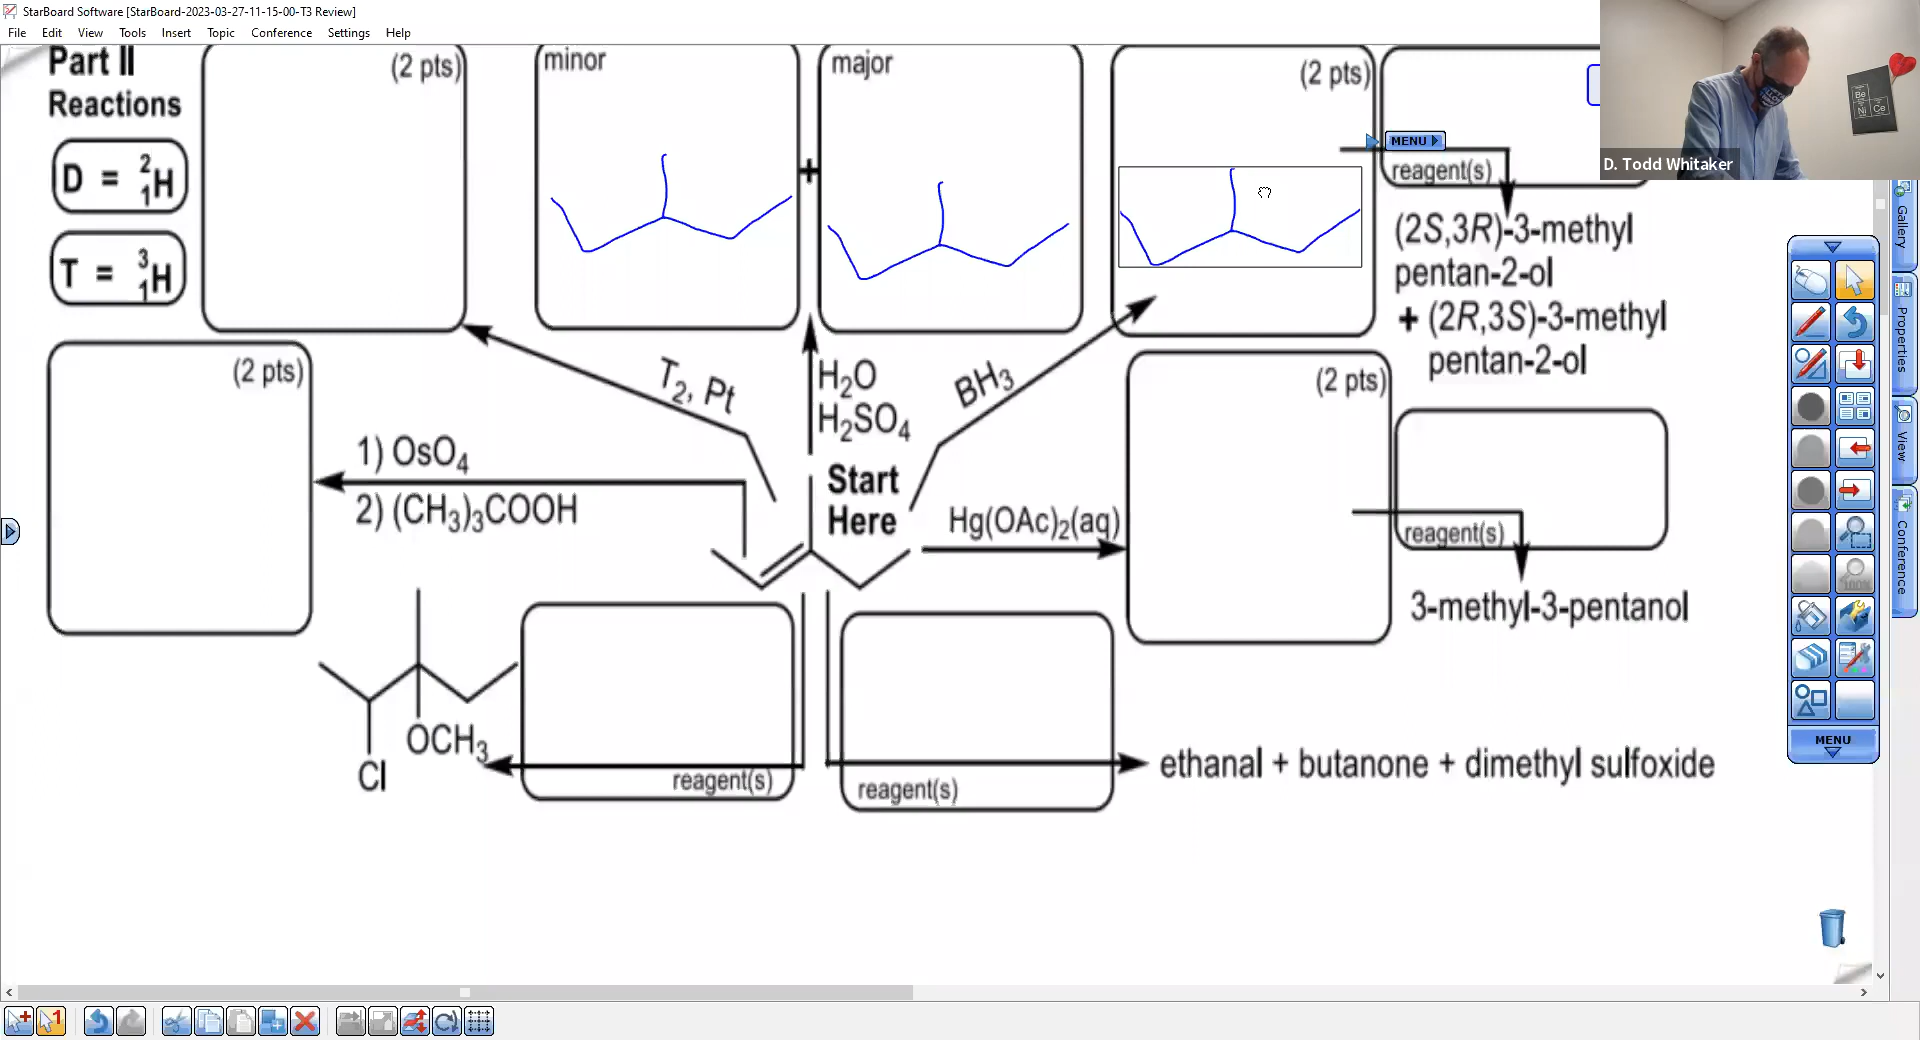 StarBoard Software [StarBoard-2023-03-27-11-15-00-T3 Review]
File Edit View Tools Insert Topic Conference Settings Help
Part II
Reactions
D = ²₁H
T = ³₁H
(2 pts)
minor
+
major
(2 pts)
MENU
reagent(s)
Be
Ni Ce
D. Todd Whitaker
(2S,3R)-3-methyl
pentan-2-ol
+ (2R,3S)-3-methyl
pentan-2-ol
(2 pts)
T₂, Pt
H₂O
H₂SO₄
BH₃
(2 pts)
1) OsO₄
2) (CH₃)₃COOH
Start
Here
Hg(OAc)₂(aq)
reagent(s)
3-methyl-3-pentanol
OCH₃
Cl
reagent(s)
reagent(s)
ethanal + butanone + dimethyl sulfoxide
Gallery
Properties
View
Conference
100%
MENU